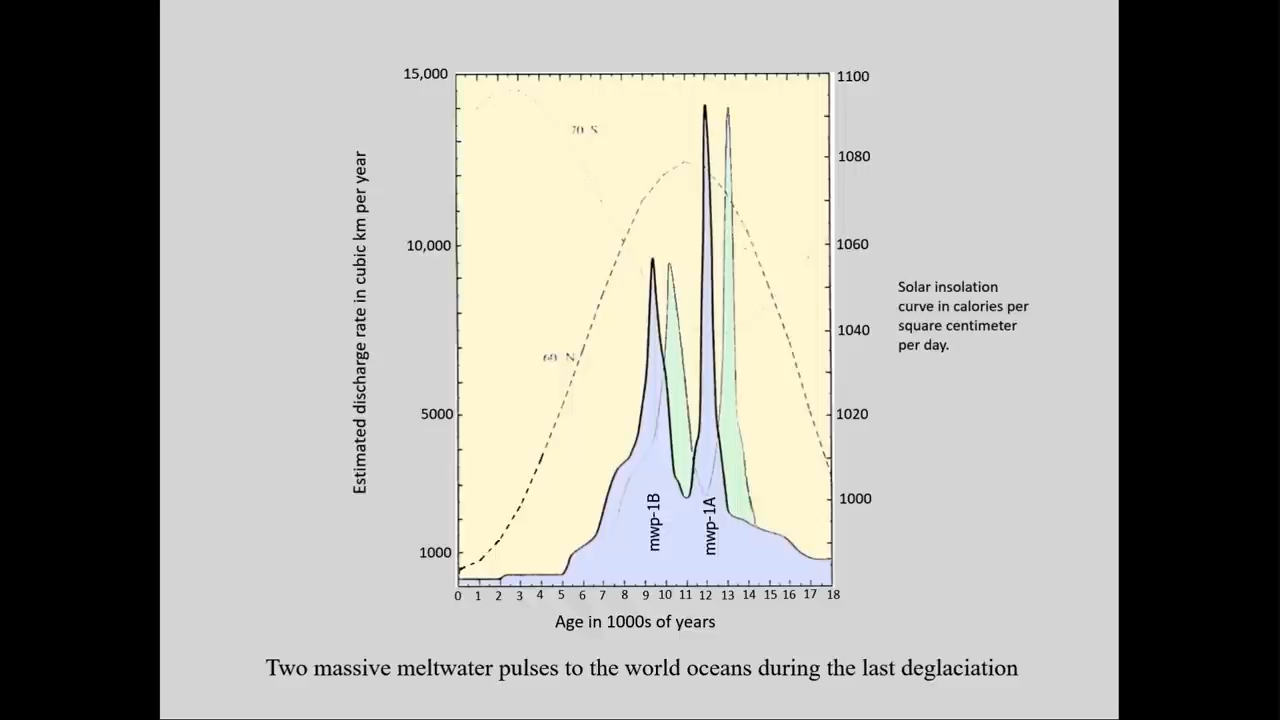 15,000
1100
70 S
1080
Estimated discharge rate in cubic km per year
10,000
1060
Solar insolation
curve in calories per
square centimeter
per day.
1040
60 N
5000
1020
1000
mwp-1B
mwp-1A
1000
0 1 2 3 4 5 6 7 8 9 10 11 12 13 14 15 16 17 18
Age in 1000s of years
Two massive meltwater pulses to the world oceans during the last deglaciation